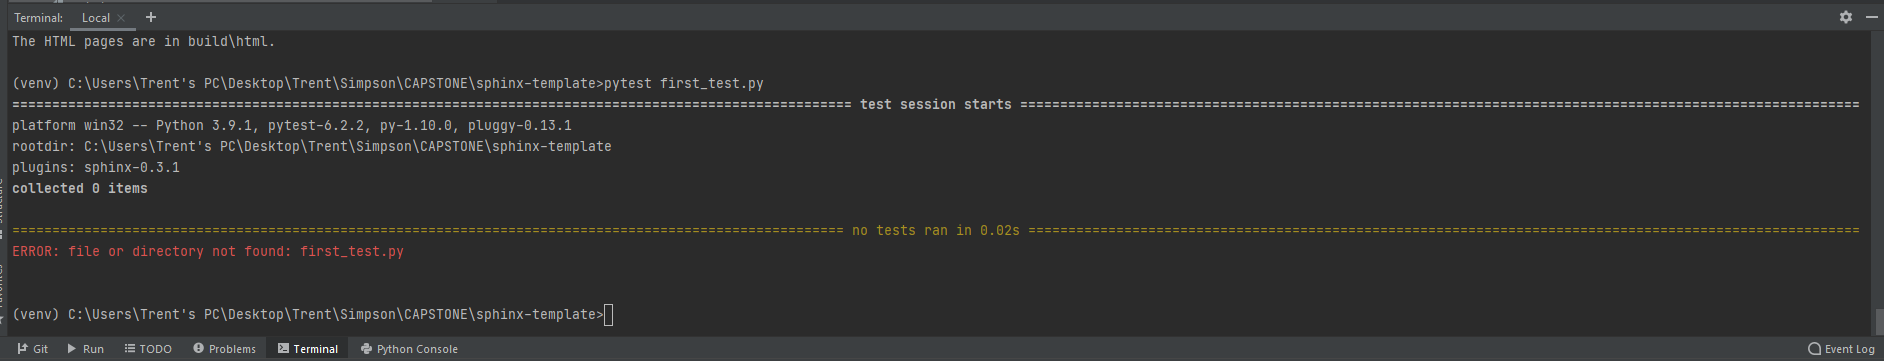 Terminal: Local × +
The HTML pages are in build\html.
(venv) C:\Users\Trent's PC\Desktop\Trent\Simpson\CAPSTONE\sphinx-template>pytest first_test.py
========================================================================================================= test session starts =========================================================================================================
platform win32 -- Python 3.9.1, pytest-6.2.2, py-1.10.0, pluggy-0.13.1
rootdir: C:\Users\Trent's PC\Desktop\Trent\Simpson\CAPSTONE\sphinx-template
plugins: sphinx-0.3.1
collected 0 items
======================================================================================================== no tests ran in 0.02s ========================================================================================================
ERROR: file or directory not found: first_test.py
(venv) C:\Users\Trent's PC\Desktop\Trent\Simpson\CAPSTONE\sphinx-template>
Git Run TODO Problems Terminal Python Console Event Log